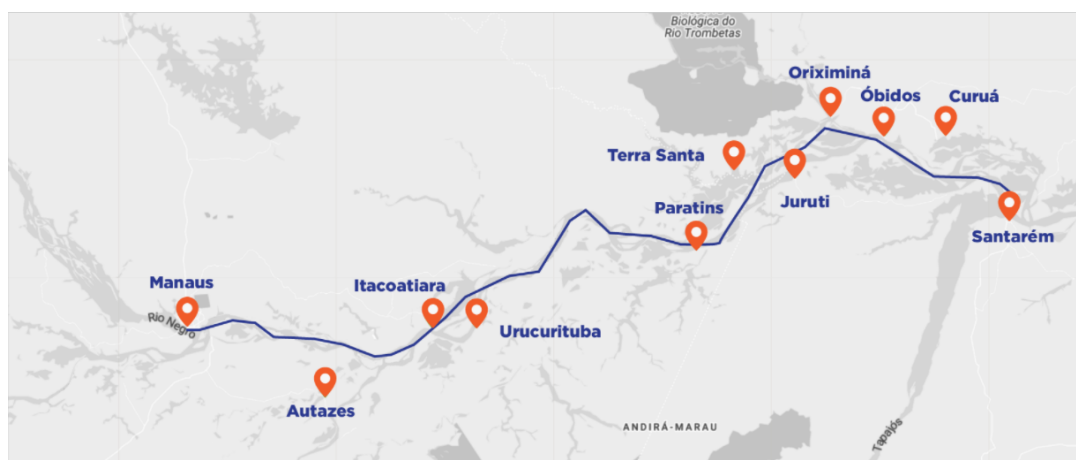 Biológica do
Rio Trombetas
Oriximiná
Óbidos
Curuá
Terra Santa
Juruti
Paratins
Santarém
Manaus
Itacoatiara
Rio Negro
Urucurituba
Autazes
ANDIRÁ-MARAU
Tapajós